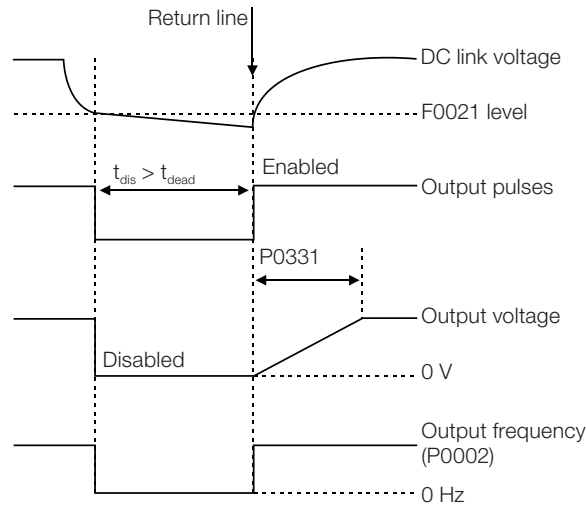 Return line
DC link voltage
F0021 level
t_dis > t_dead
Enabled
Output pulses
P0331
Output voltage
Disabled
0 V
Output frequency
(P0002)
0 Hz